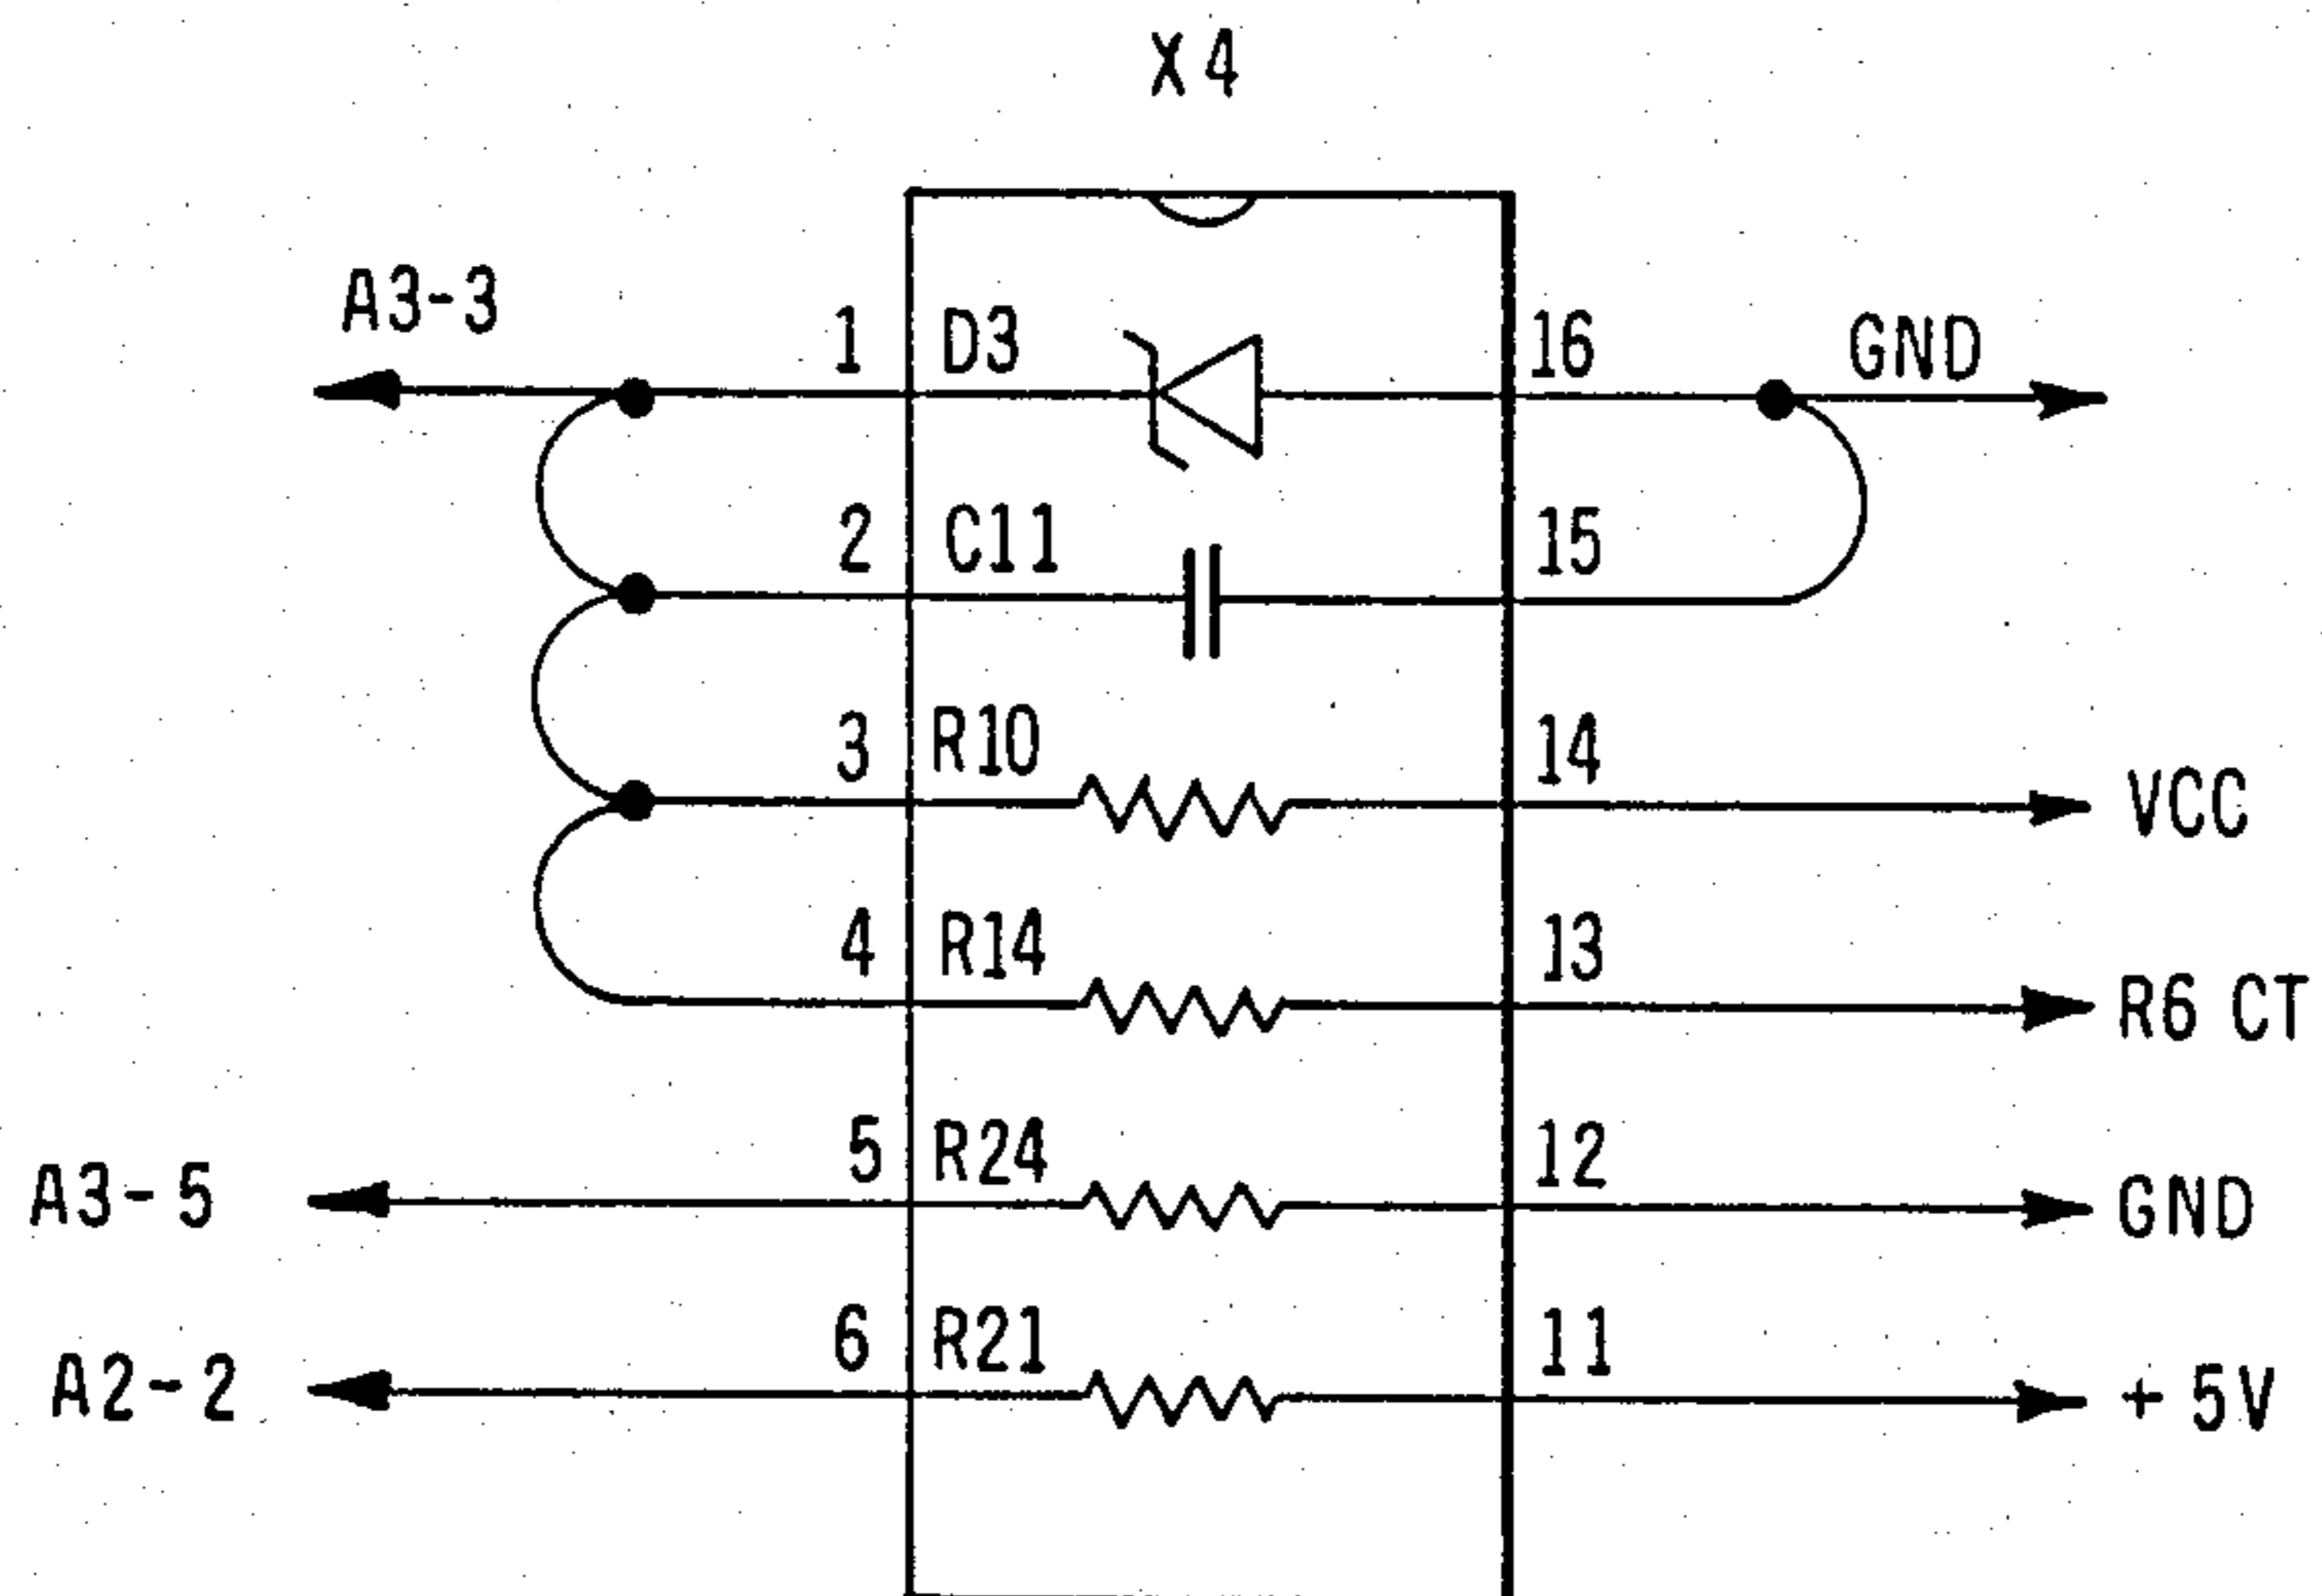 X4
A3-3 1 D3 16 GND
2 C11 15
3 R10 14 VCC
4 R14 13 R6 CT
A3-5 5 R24 12 GND
A2-2 6 R21 11 +5V